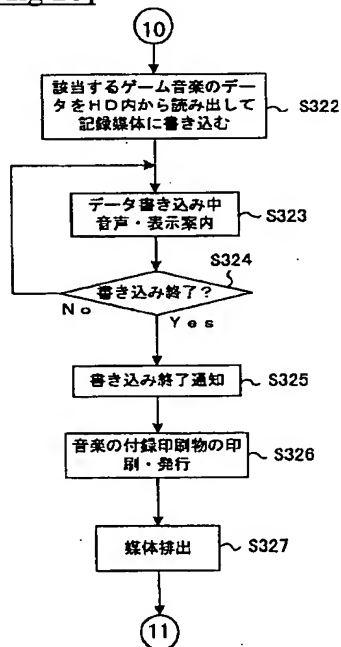 10
該当するゲーム音楽のデー
タをHD内から読み出して
記録媒体に書き込む
S322
データ書き込み中
音声・表示案内
S323
S324
書き込み終了?
No
Yes
書き込み終了通知
S325
音楽の付録印刷物の印
刷・発行
S326
媒体排出
S327
11